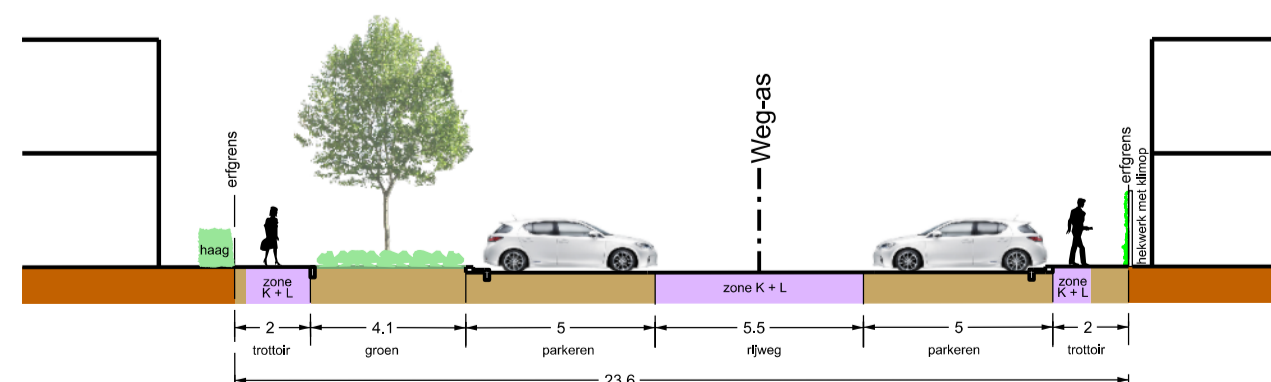 Weg-as
erfgrens
erfgrens
hekwerk met klimop
haag
zone
K + L
zone K + L
zone
K + L
2
4.1
5
5.5
5
2
trottoir
groen
parkeren
rijweg
parkeren
trottoir
23.6